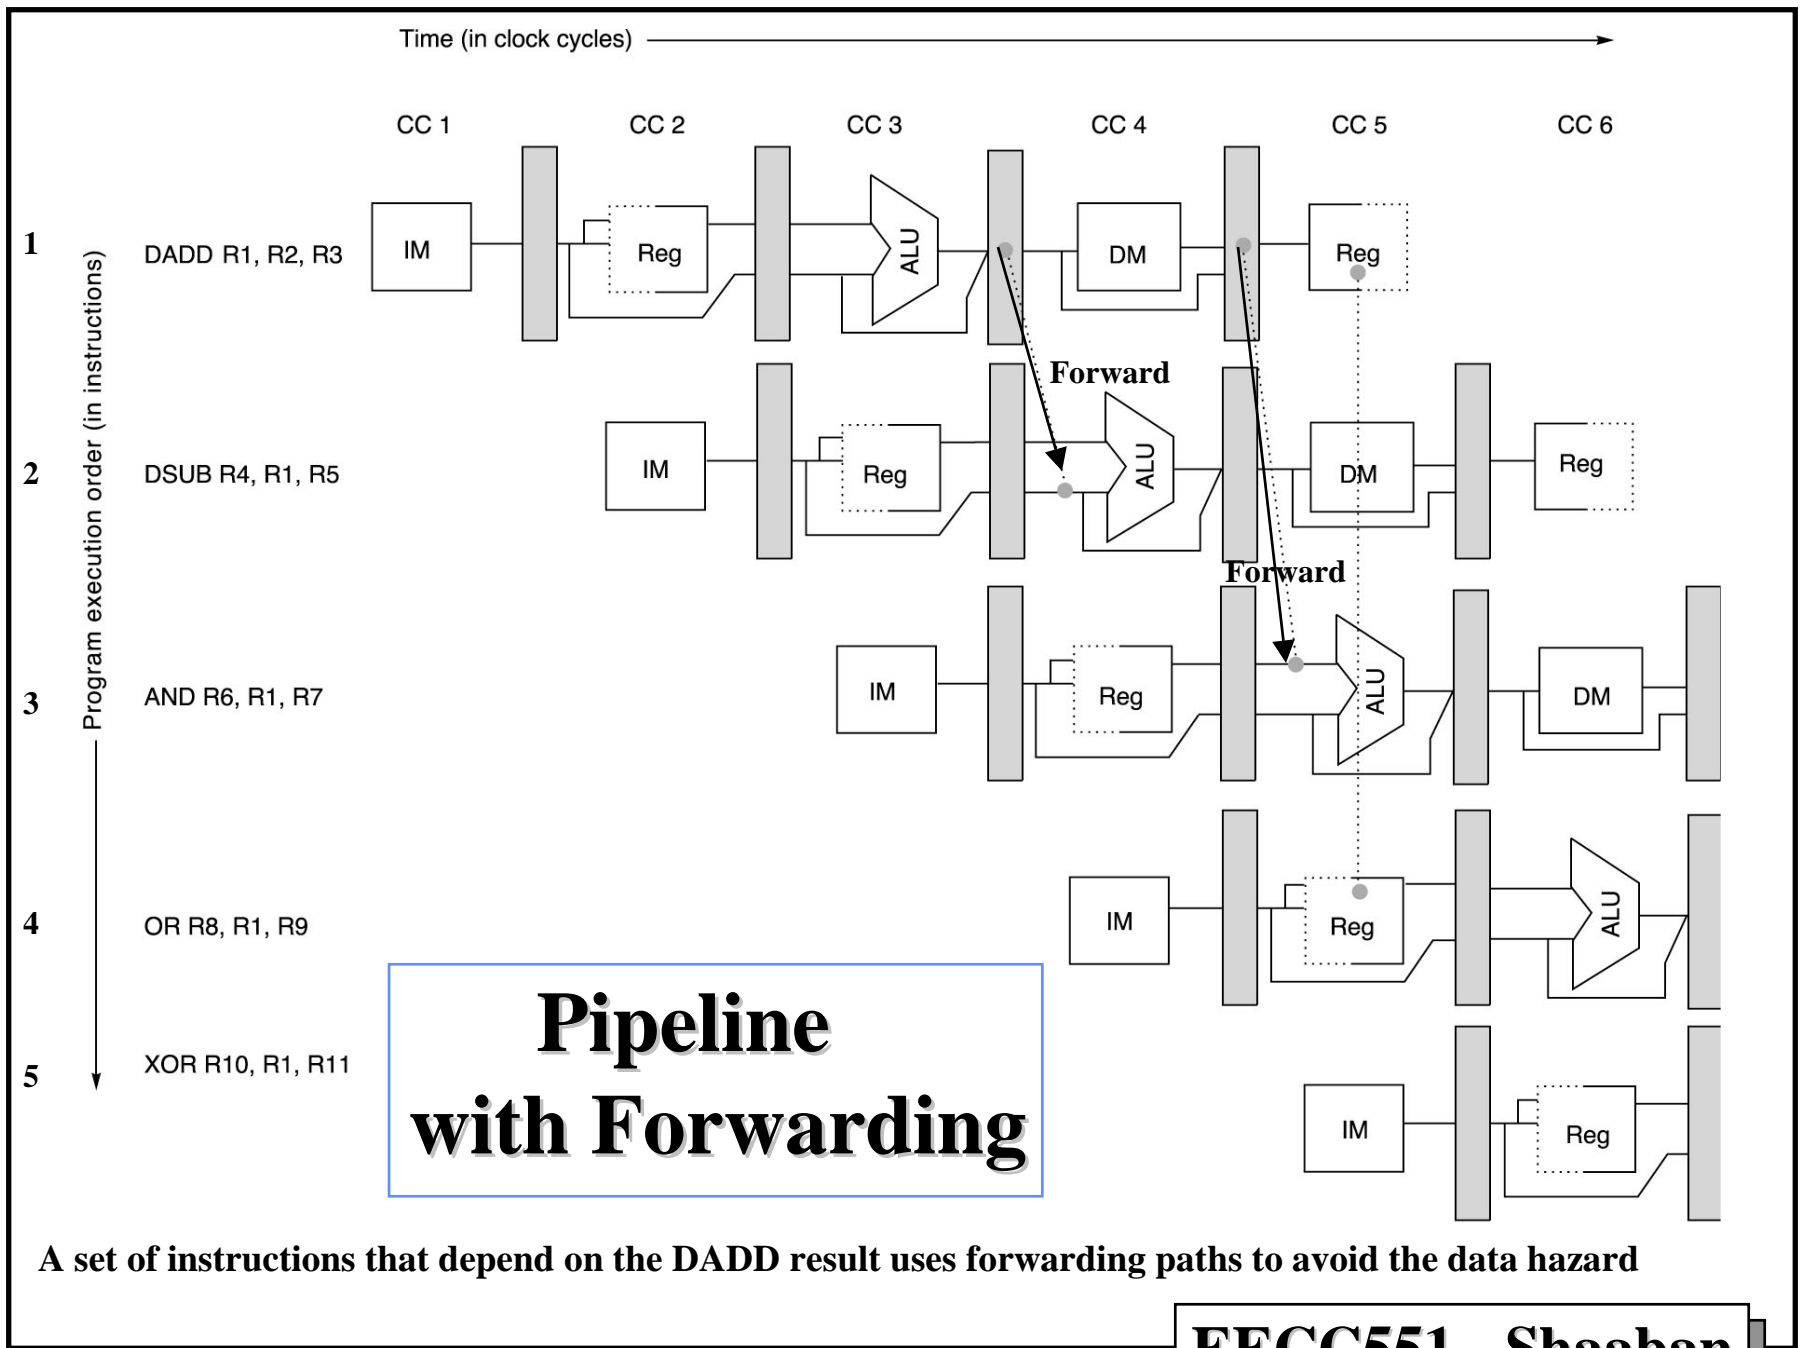 Time (in clock cycles)
CC 1 CC 2 CC 3 CC 4 CC 5 CC 6
Program execution order (in instructions)
1 DADD R1, R2, R3 IM Reg ALU DM Reg
Forward
2 DSUB R4, R1, R5 IM Reg ALU DM Reg
Forward
3 AND R6, R1, R7 IM Reg ALU DM
4 OR R8, R1, R9 IM Reg ALU
5 XOR R10, R1, R11 IM Reg
Pipeline
with Forwarding
A set of instructions that depend on the DADD result uses forwarding paths to avoid the data hazard
EECC551 - Shaaban